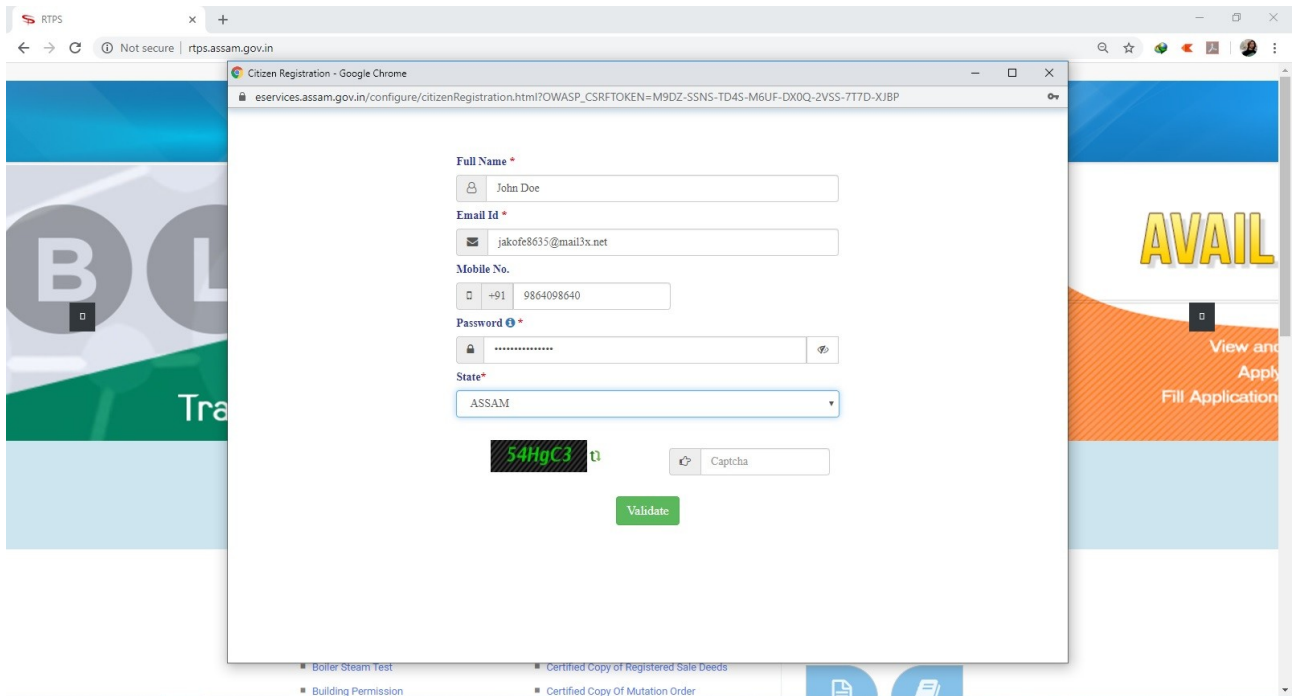 RTPS
Not secure | rtps.assam.gov.in
Citizen Registration - Google Chrome
eservices.assam.gov.in/configure/citizenRegistration.html?OWASP_CSRFTOKEN=M9DZ-SSNS-TD4S-M6UF-DX0Q-2VSS-7T7D-XJBP
Full Name *
John Doe
Email Id *
jakofe8635@mail3x.net
Mobile No.
+91 9864098640
Password *
•••••••••••••••
State*
ASSAM
54HgC3
Captcha
Validate
B L
Tra
AVAIL
View and
Apply
Fill Application
Boiler Steam Test
Certified Copy of Registered Sale Deeds
Building Permission
Certified Copy Of Mutation Order